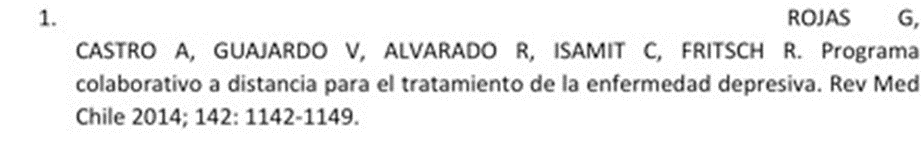 1. ROJAS G,
CASTRO A, GUAJARDO V, ALVARADO R, ISAMIT C, FRITSCH R. Programa
colaborativo a distancia para el tratamiento de la enfermedad depresiva. Rev Med
Chile 2014; 142: 1142-1149.